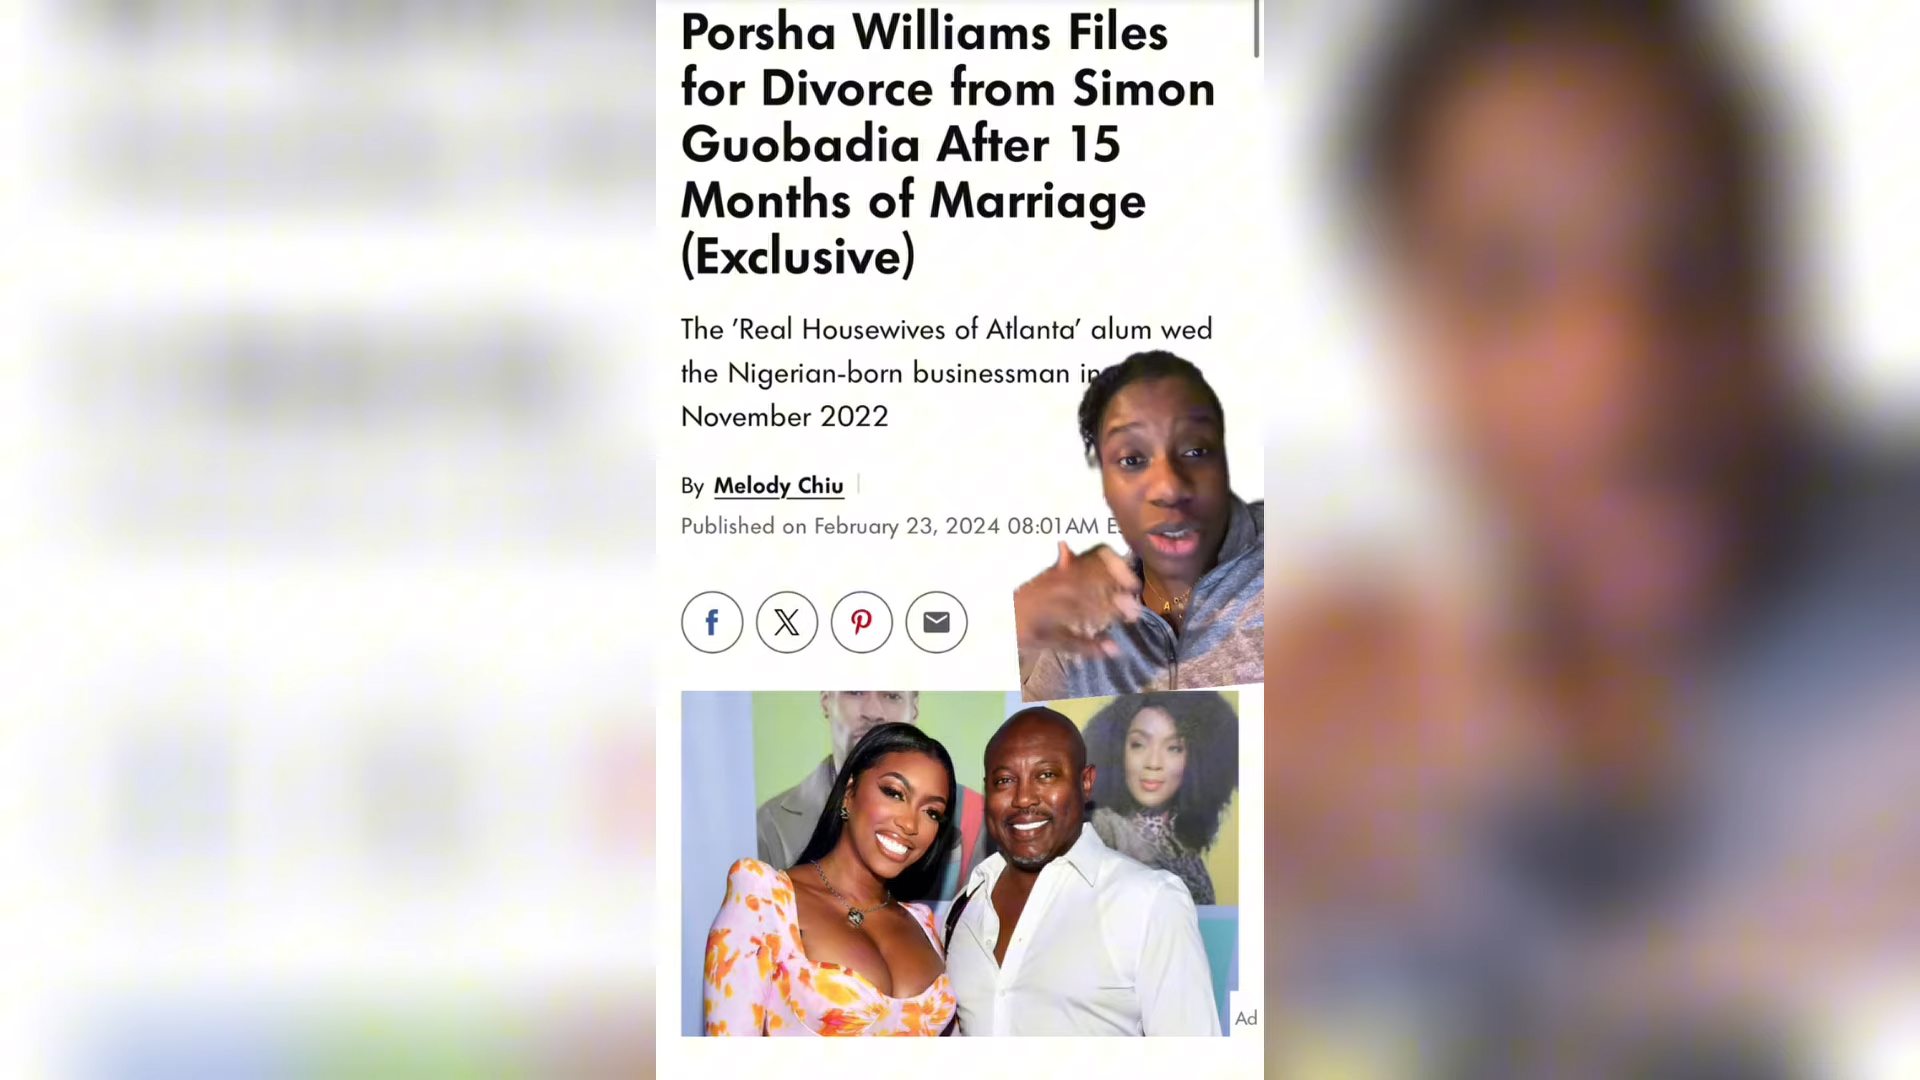 Porsha Williams Files
for Divorce from Simon
Guobadia After 15
Months of Marriage
(Exclusive)
The ’Real Housewives of Atlanta’ alum wed
the Nigerian-born businessman in
November 2022
By Melody Chiu
Published on February 23, 2024 08:01AM
Ad